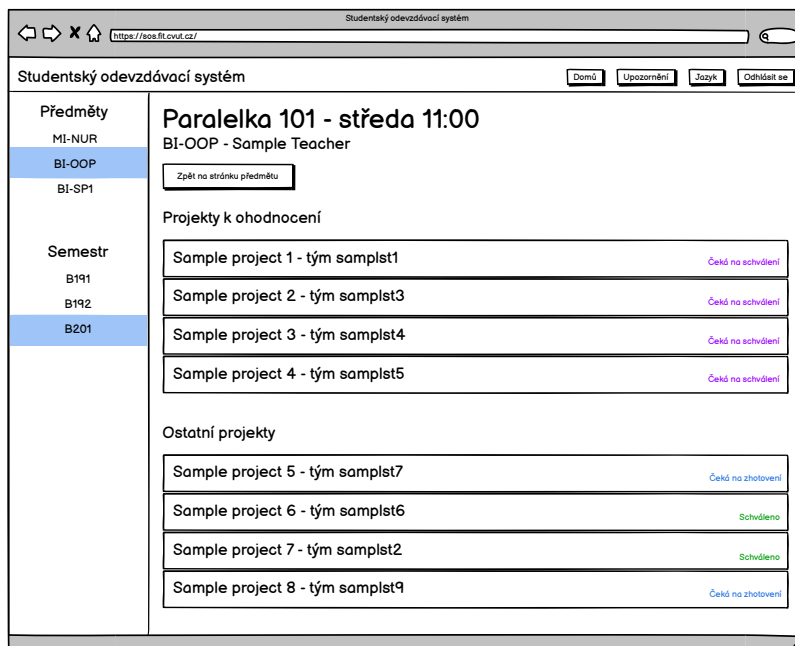 Studentský odevzdávací systém
https://sos.fit.cvut.cz/
Studentský odevzdávací systém
Domů
Upozornění
Jazyk
Odhlásit se
Předměty
MI-NUR
BI-OOP
BI-SP1
Semestr
B191
B192
B201
Paralelka 101 - středa 11:00
BI-OOP - Sample Teacher
Zpět na stránku předmětu
Projekty k ohodnocení
Sample project 1 - tým samplst1
Čeká na schválení
Sample project 2 - tým samplst3
Čeká na schválení
Sample project 3 - tým samplst4
Čeká na schválení
Sample project 4 - tým samplst5
Čeká na schválení
Ostatní projekty
Sample project 5 - tým samplst7
Čeká na zhotovení
Sample project 6 - tým samplst6
Schváleno
Sample project 7 - tým samplst2
Schváleno
Sample project 8 - tým samplst9
Čeká na zhotovení